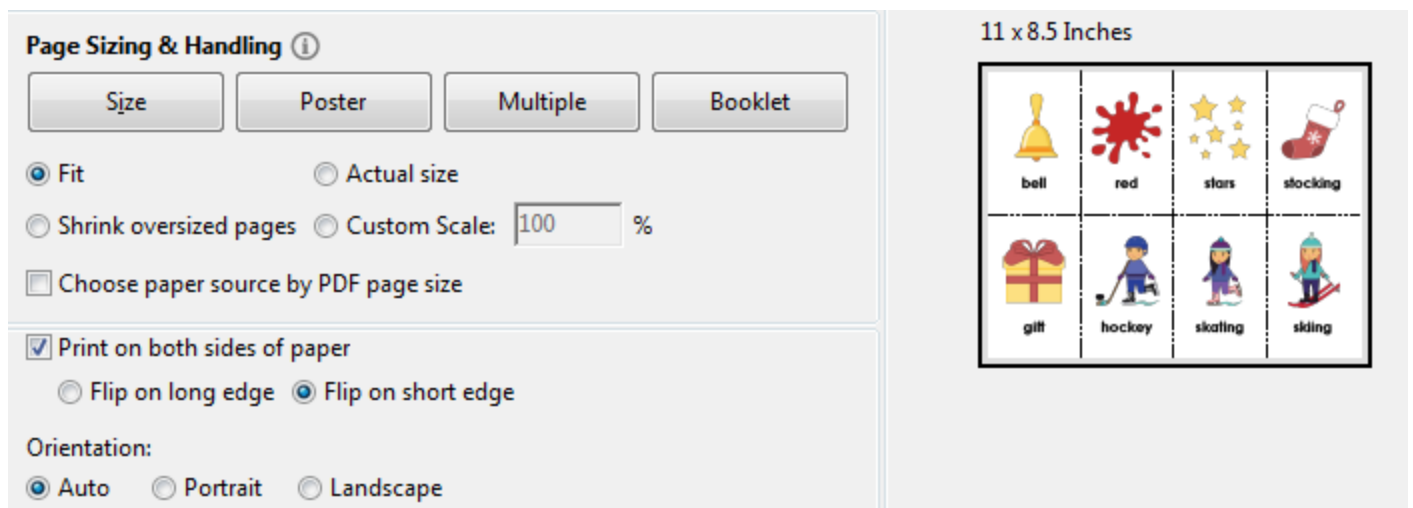 Page Sizing & Handling
Size Poster Multiple Booklet
Fit Actual size
Shrink oversized pages Custom Scale: 100 %
Choose paper source by PDF page size
Print on both sides of paper
Flip on long edge Flip on short edge
Orientation:
Auto Portrait Landscape
11 x 8.5 Inches
bell red stars stocking
gift hockey skating skiing